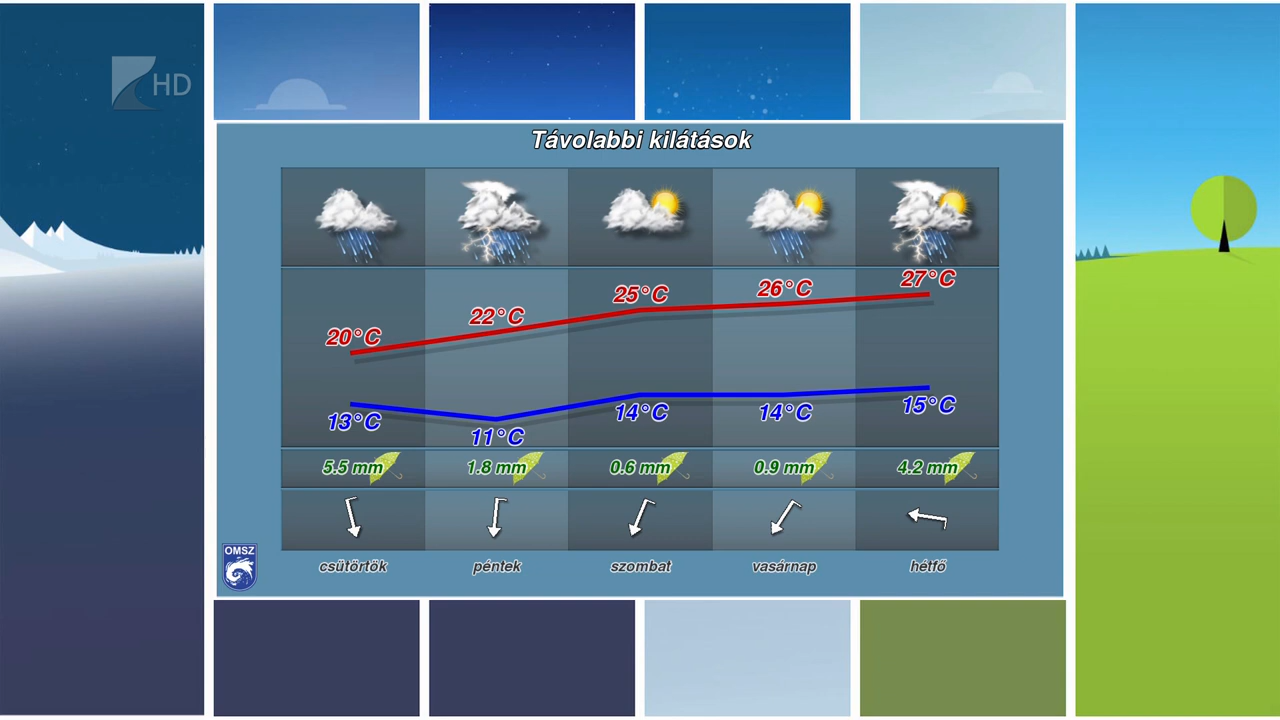 HD
Távolabbi kilátások
20°C 22°C 25°C 26°C 27°C
13°C 11°C 14°C 14°C 15°C
5.5 mm 1.8 mm 0.6 mm 0.9 mm 4.2 mm
OMSZ
csütörtök péntek szombat vasárnap hétfő